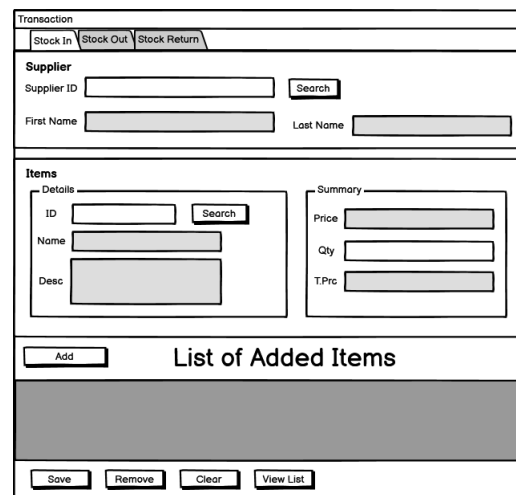 Transaction
Stock In Stock Out Stock Return
Supplier
Supplier ID Search
First Name Last Name
Items
Details Summary
ID Search Price
Name Qty
Desc T.Prc
Add List of Added Items
Save Remove Clear View List